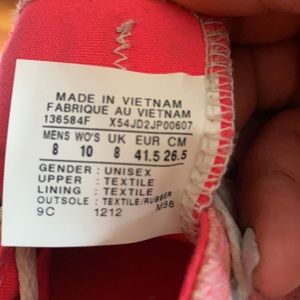 MADE IN VIETNAM
FABRIQUE AU VIETNAM
136584F X54JD2JP00607
MENS WO'S UK EUR CM
8 10 8 41.5 26.5
GENDER : UNISEX
UPPER : TEXTILE
LINING : TEXTILE
OUTSOLE : TEXTILE/RUBBER
9C 1212 M88